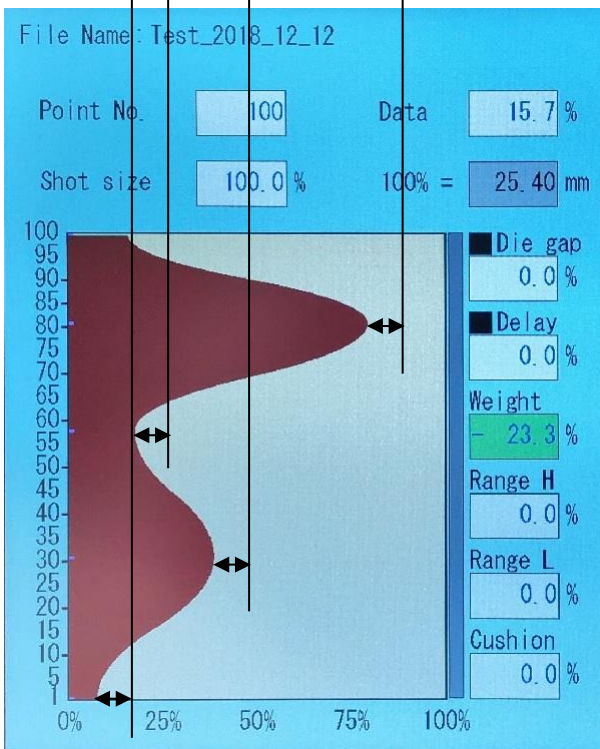 File Name: Test_2018_12_12
Point No. 100 Data 15.7 %
Shot size 100.0 % 100% = 25.40 mm
100
95
90
85
80
75
70
65
60
55
50
45
40
35
30
25
20
15
10
5
1
0% 25% 50% 75% 100%
Die gap
0.0 %
Delay
0.0 %
Weight
- 23.3 %
Range H
0.0 %
Range L
0.0 %
Cushion
0.0 %